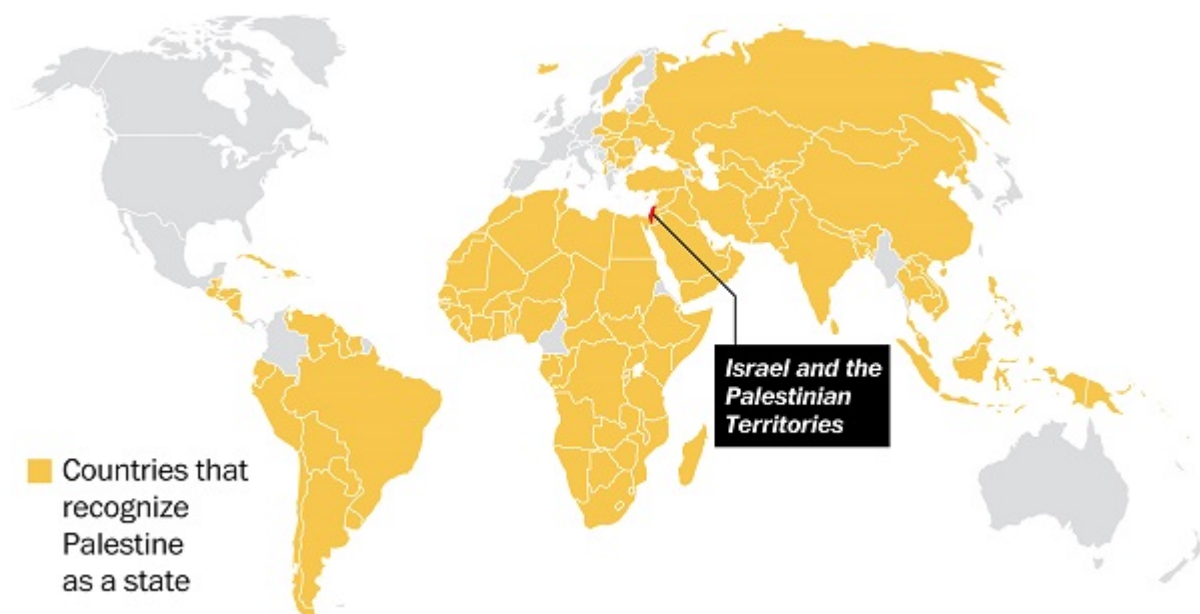 Israel and the
Palestinian
Territories
Countries that
recognize
Palestine
as a state